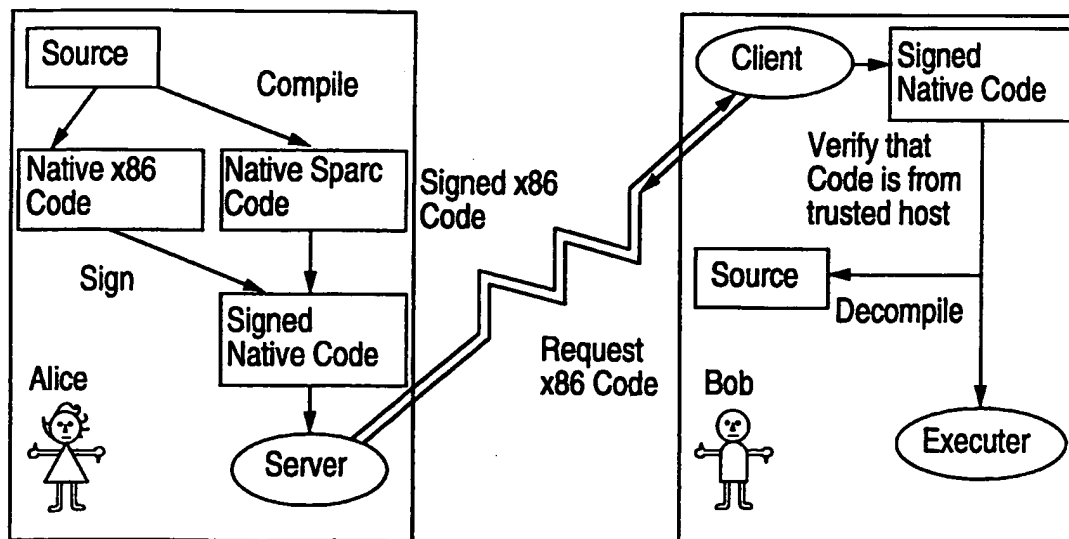 Source
Compile
Native x86
Code
Native Sparc
Code
Sign
Signed
Native Code
Alice
Server
Signed x86
Code
Request
x86 Code
Client
Signed
Native Code
Verify that
Code is from
trusted host
Source
Decompile
Bob
Executer